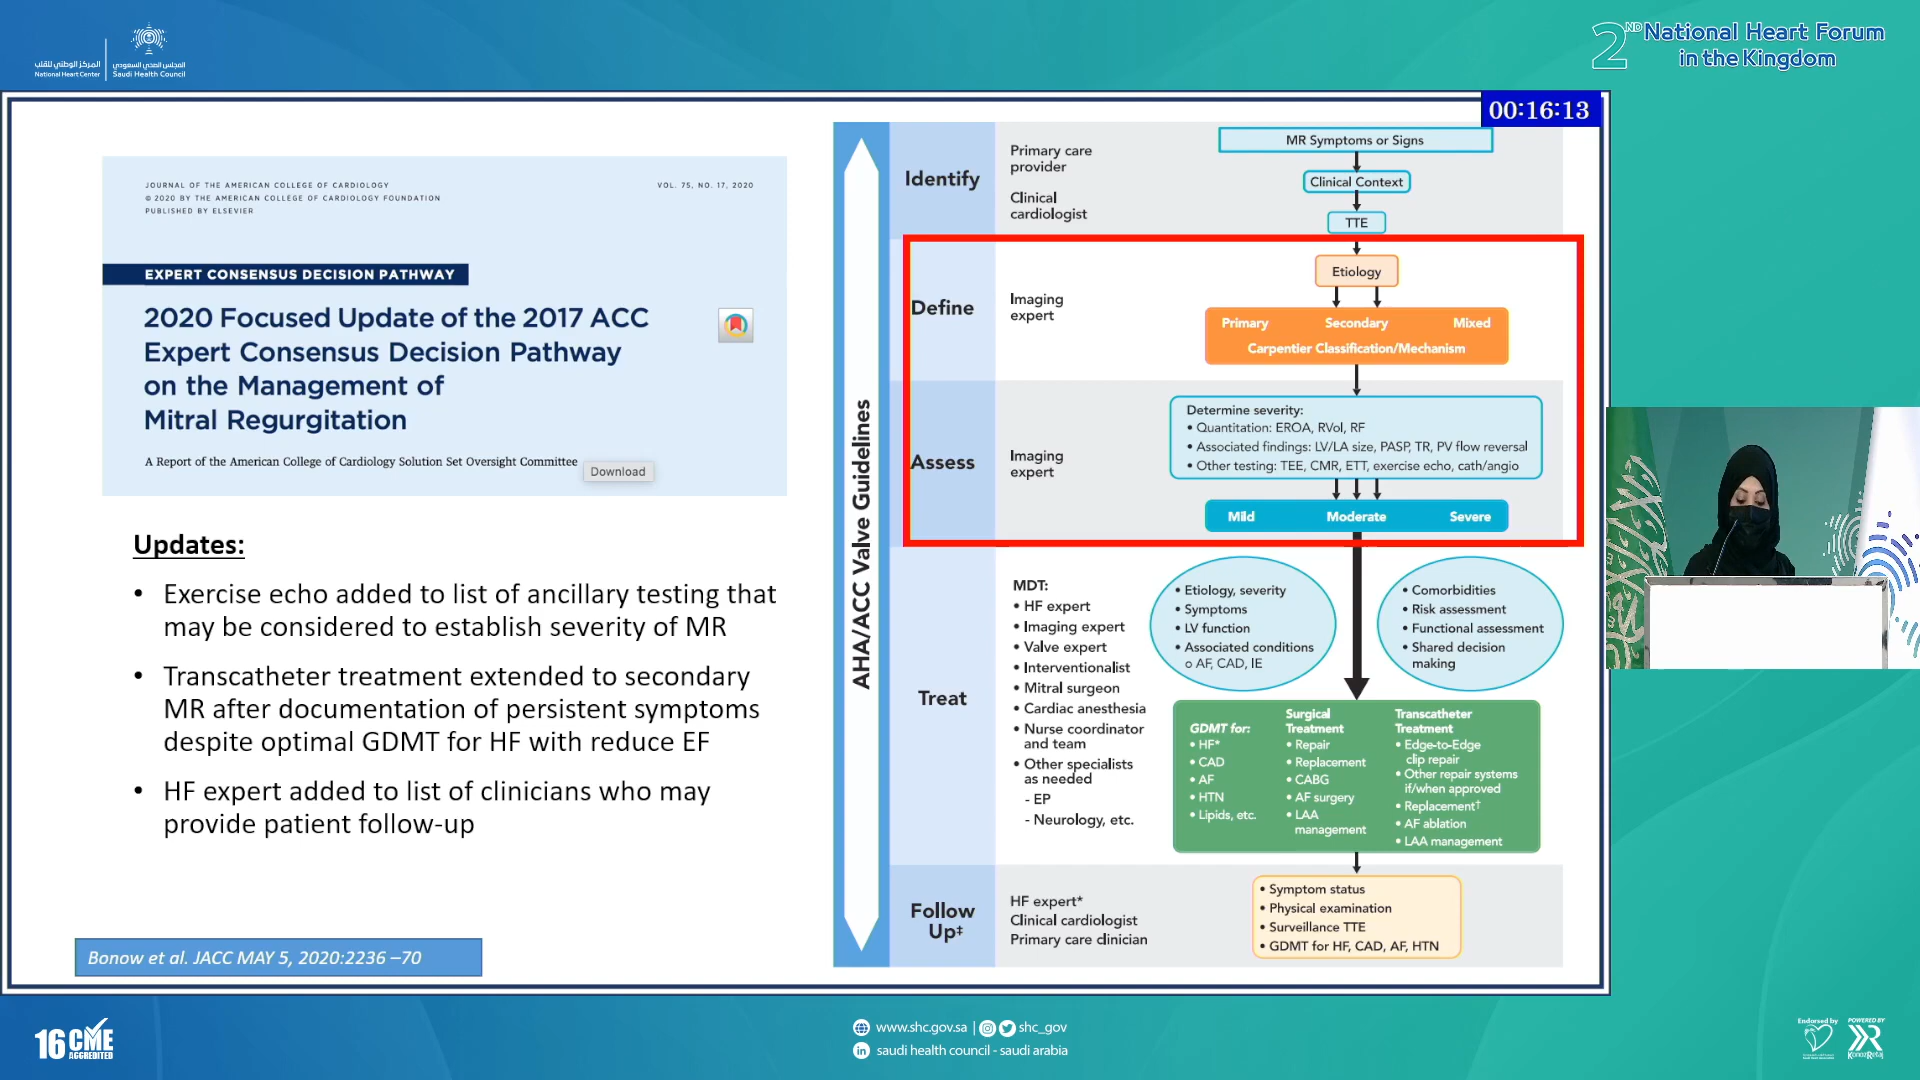 المركز الوطني للقلب
National Heart Center
المجلس الصحي السعودي
Saudi Health Council
2ND National Heart Forum
in the Kingdom
00:16:13
JOURNAL OF THE AMERICAN COLLEGE OF CARDIOLOGY
VOL. 75, NO. 17, 2020
© 2020 BY THE AMERICAN COLLEGE OF CARDIOLOGY FOUNDATION
PUBLISHED BY ELSEVIER
EXPERT CONSENSUS DECISION PATHWAY
2020 Focused Update of the 2017 ACC
Expert Consensus Decision Pathway
on the Management of
Mitral Regurgitation
A Report of the American College of Cardiology Solution Set Oversight Committee
Download
Updates:
• Exercise echo added to list of ancillary testing that
may be considered to establish severity of MR
• Transcatheter treatment extended to secondary
MR after documentation of persistent symptoms
despite optimal GDMT for HF with reduce EF
• HF expert added to list of clinicians who may
provide patient follow-up
Bonow et al. JACC MAY 5, 2020:2236 –70
AHA/ACC Valve Guidelines
Identify
Primary care
provider
Clinical
cardiologist
MR Symptoms or Signs
Clinical Context
TTE
Define
Imaging
expert
Etiology
Primary Secondary Mixed
Carpentier Classification/Mechanism
Assess
Imaging
expert
Determine severity:
• Quantitation: EROA, RVol, RF
• Associated findings: LV/LA size, PASP, TR, PV flow reversal
• Other testing: TEE, CMR, ETT, exercise echo, cath/angio
Mild Moderate Severe
Treat
MDT:
• HF expert
• Imaging expert
• Valve expert
• Interventionalist
• Mitral surgeon
• Cardiac anesthesia
• Nurse coordinator
and team
• Other specialists
as needed
- EP
- Neurology, etc.
• Etiology, severity
• Symptoms
• LV function
• Associated conditions
o AF, CAD, IE
• Comorbidities
• Risk assessment
• Functional assessment
• Shared decision
making
GDMT for:
• HF*
• CAD
• AF
• HTN
• Lipids, etc.
Surgical
Treatment
• Repair
• Replacement
• CABG
• AF surgery
• LAA
management
Transcatheter
Treatment
• Edge-to-Edge
clip repair
• Other repair systems
if/when approved
• Replacement†
• AF ablation
• LAA management
Follow
Up‡
HF expert*
Clinical cardiologist
Primary care clinician
• Symptom status
• Physical examination
• Surveillance TTE
• GDMT for HF, CAD, AF, HTN
16 CME
ACCREDITED
www.shc.gov.sa | shc_gov
saudi health council - saudi arabia
Endorsed by
POWERED BY
KonozRetaj